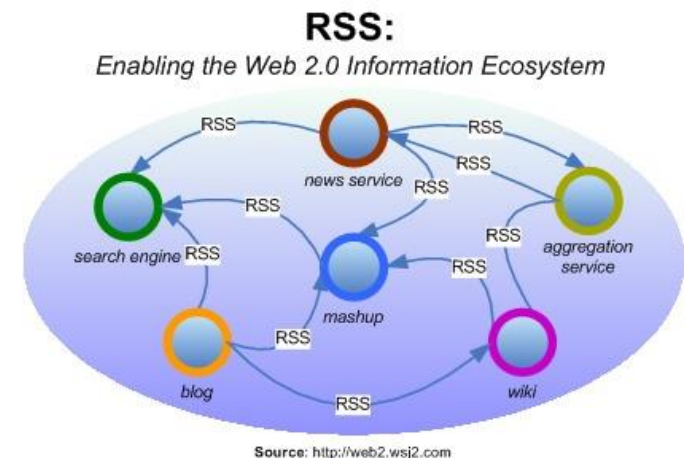 RSS:
Enabling the Web 2.0 Information Ecosystem
RSS
RSS
RSS
news service
RSS
RSS
RSS
search engine
RSS
aggregation
service
RSS
RSS
mashup
RSS
blog
wiki
RSS
Source: http://web2.wsj2.com